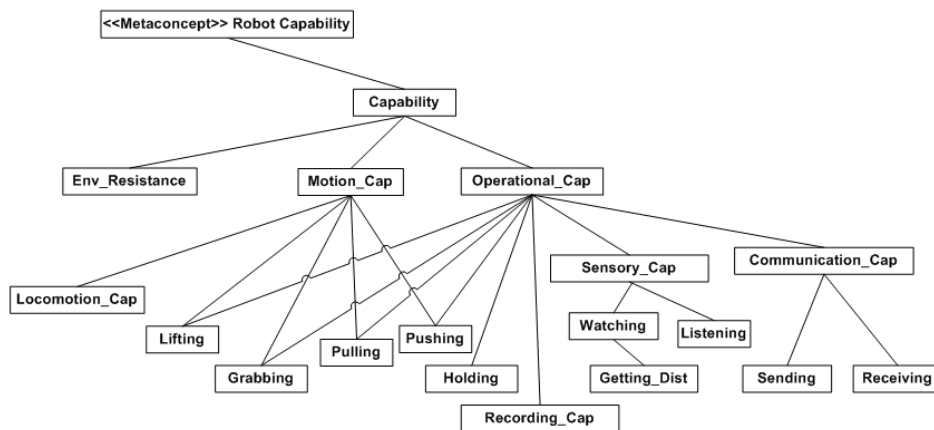 <<Metaconcept>> Robot Capability
Capability
Env_Resistance
Motion_Cap
Operational_Cap
Sensory_Cap
Communication_Cap
Locomotion_Cap
Lifting
Pulling
Pushing
Watching
Listening
Grabbing
Holding
Getting_Dist
Sending
Receiving
Recording_Cap